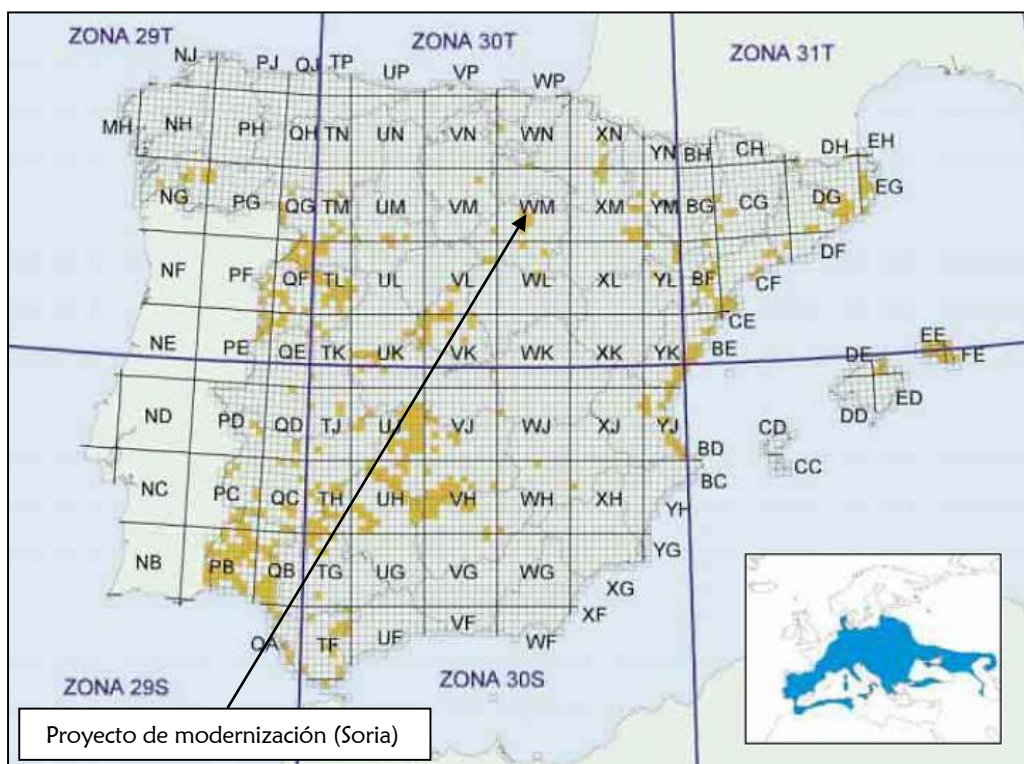 ZONA 29T
ZONA 30T
ZONA 31T
NJ PJ QJ TP UP VP WP
MH NH PH QH TN UN VN WN XN YN BH CH DH EH
NG PG QG TM UM VM WM XM YM BG CG DG EG
NF PF QF TL UL VL WL XL YL BF CF DF
NE PE QE TK UK VK WK XK YK BE CE DE EE FE
ND PD QD TJ UJ VJ WJ XJ YJ BD CD DD ED
NC PC QC TH UH VH WH XH YH BC CC
NB PB QB TG UG VG WG XG YG
QA TF UF VF WF XF
ZONA 29S
ZONA 30S
Proyecto de modernización (Soria)